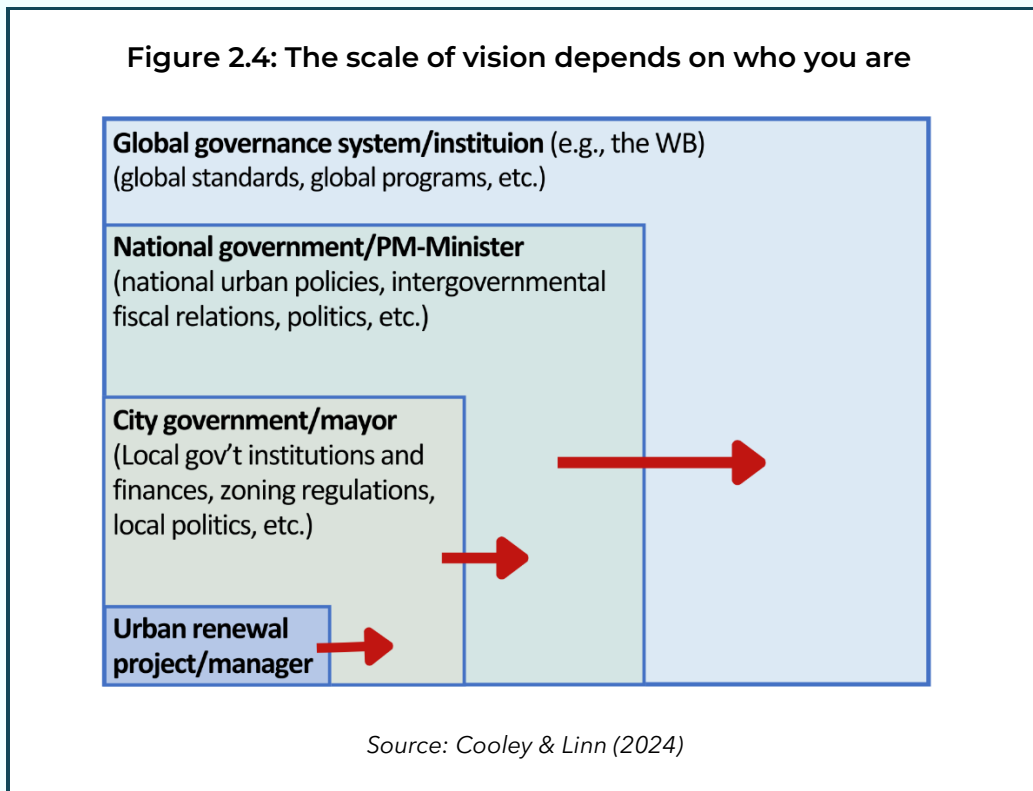 Figure 2.4: The scale of vision depends on who you are
Global governance system/instituion (e.g., the WB)
(global standards, global programs, etc.)
National government/PM-Minister
(national urban policies, intergovernmental
fiscal relations, politics, etc.)
City government/mayor
(Local gov’t institutions and
finances, zoning regulations,
local politics, etc.)
Urban renewal
project/manager
Source: Cooley & Linn (2024)